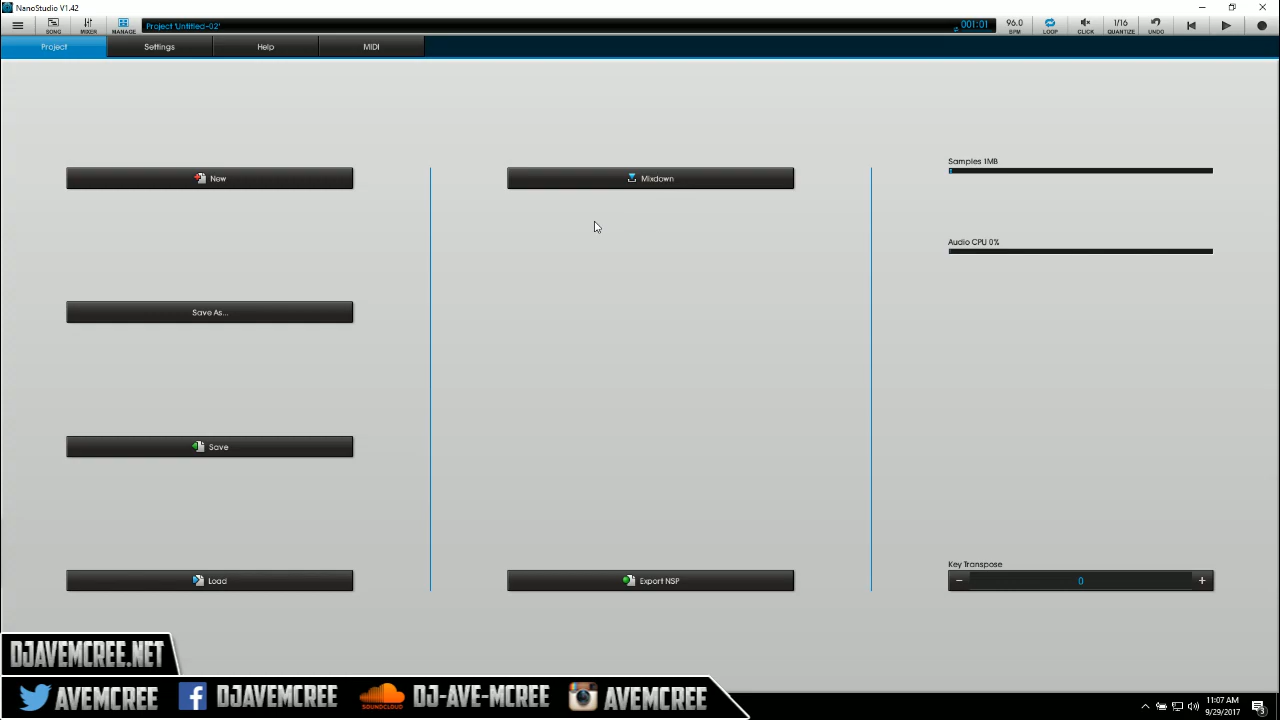 NanoStudio V1.42
SONG
MIXER
MANAGE
Project 'Untitled-02'
001:01
96.0
BPM
LOOP
CLICK
1/16
QUANTIZE
UNDO
Project
Settings
Help
MIDI
New
Mixdown
Samples 1MB
Audio CPU 0%
Save As...
Save
Load
Export NSP
Key Transpose
− 0 +
DJAVEMCREE.NET
AVEMCREE
DJAVEMCREE
SOUNDCLOUD
DJ-AVE-MCREE
AVEMCREE
11:07 AM
9/29/2017